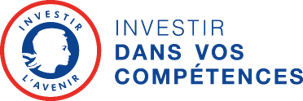 INVESTIR
L'AVENIR
INVESTIR
DANS VOS
COMPÉTENCES